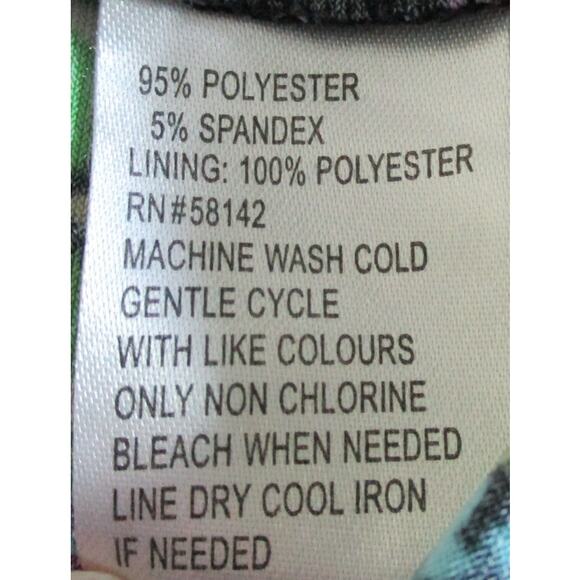 95% POLYESTER
5% SPANDEX
LINING: 100% POLYESTER
RN#58142
MACHINE WASH COLD
GENTLE CYCLE
WITH LIKE COLOURS
ONLY NON CHLORINE
BLEACH WHEN NEEDED
LINE DRY COOL IRON
IF NEEDED